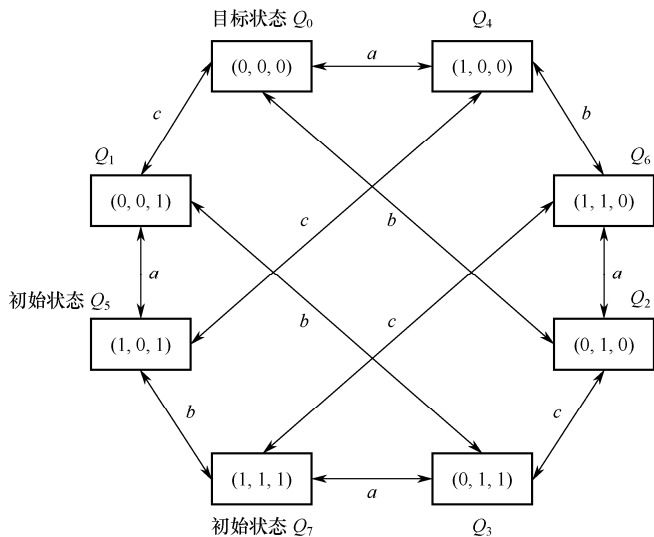 目标状态 Q0
Q4
(0, 0, 0)
a
(1, 0, 0)
c
b
Q1
Q6
(0, 0, 1)
(1, 1, 0)
c
b
a
a
初始状态 Q5
Q2
b
c
(1, 0, 1)
(0, 1, 0)
b
c
(1, 1, 1)
a
(0, 1, 1)
初始状态 Q7
Q3